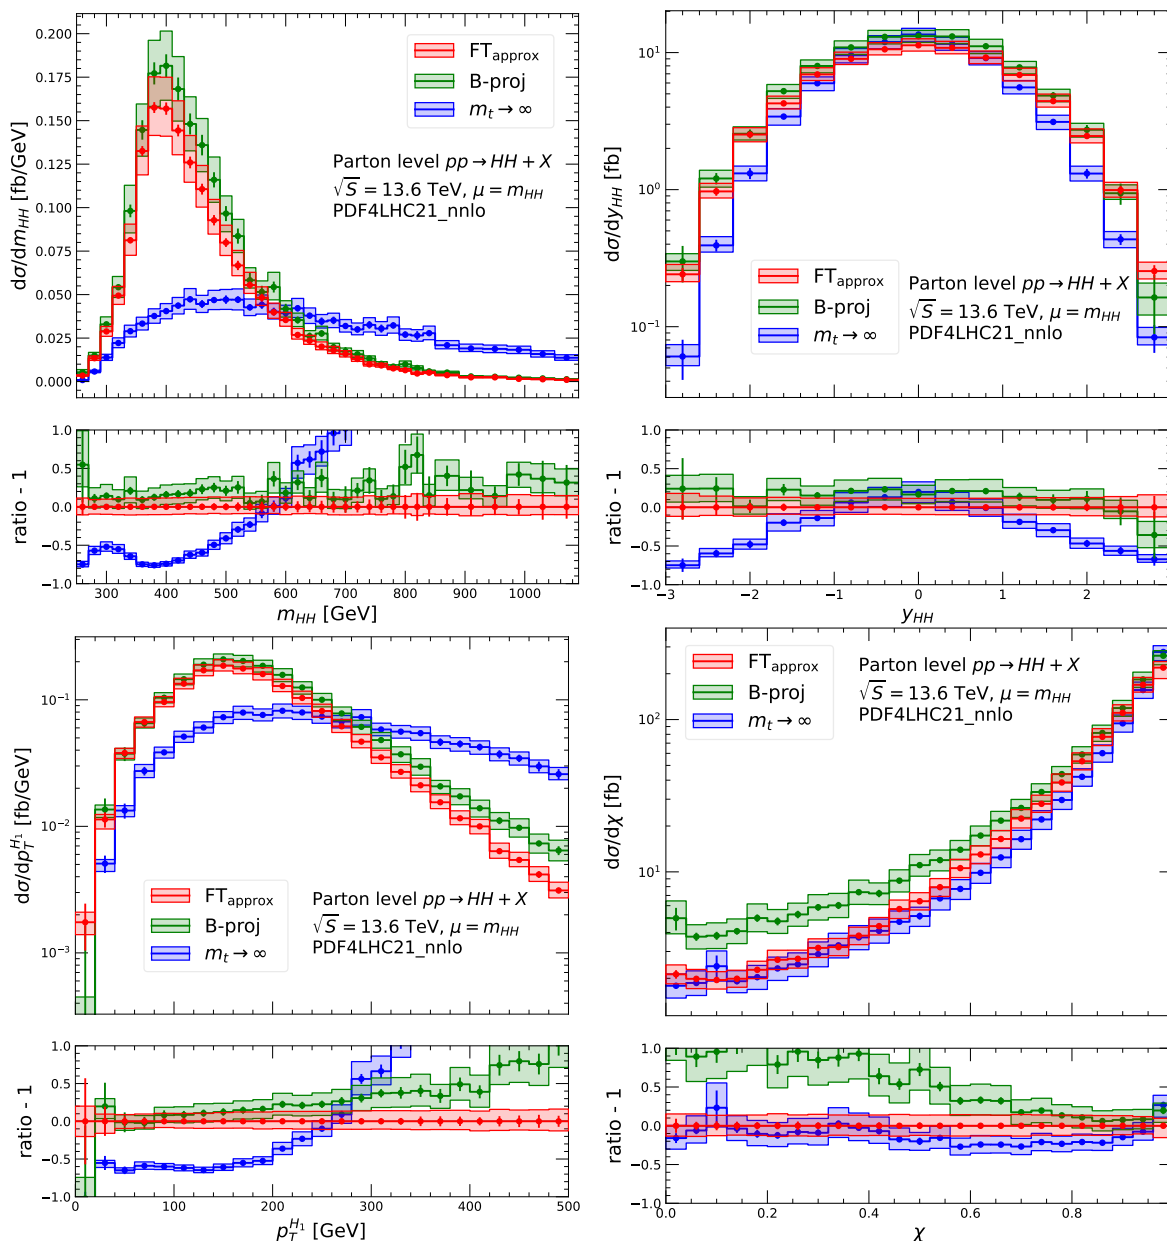 dσ/dm_HH [fb/GeV]
0.200
0.175
0.150
0.125
0.100
0.075
0.050
0.025
0.000
FT_approx
B-proj
m_t → ∞
Parton level pp → HH + X
√S = 13.6 TeV, μ = m_HH
PDF4LHC21_nnlo
ratio - 1
1.0
0.5
0.0
−0.5
−1.0
300 400 500 600 700 800 900 1000
m_HH [GeV]
dσ/dy_HH [fb]
10^1
10^0
10^−1
FT_approx
B-proj
m_t → ∞
Parton level pp → HH + X
√S = 13.6 TeV, μ = m_HH
PDF4LHC21_nnlo
ratio - 1
1.0
0.5
0.0
−0.5
−1.0
−3 −2 −1 0 1 2
y_HH
dσ/dp_T^H_1 [fb/GeV]
10^−1
10^−2
10^−3
FT_approx
B-proj
m_t → ∞
Parton level pp → HH + X
√S = 13.6 TeV, μ = m_HH
PDF4LHC21_nnlo
ratio - 1
1.0
0.5
0.0
−0.5
−1.0
0 100 200 300 400 500
p_T^H_1 [GeV]
dσ/dχ [fb]
10^2
10^1
FT_approx
B-proj
m_t → ∞
Parton level pp → HH + X
√S = 13.6 TeV, μ = m_HH
PDF4LHC21_nnlo
ratio - 1
1.0
0.5
0.0
−0.5
−1.0
0.0 0.2 0.4 0.6 0.8
χ